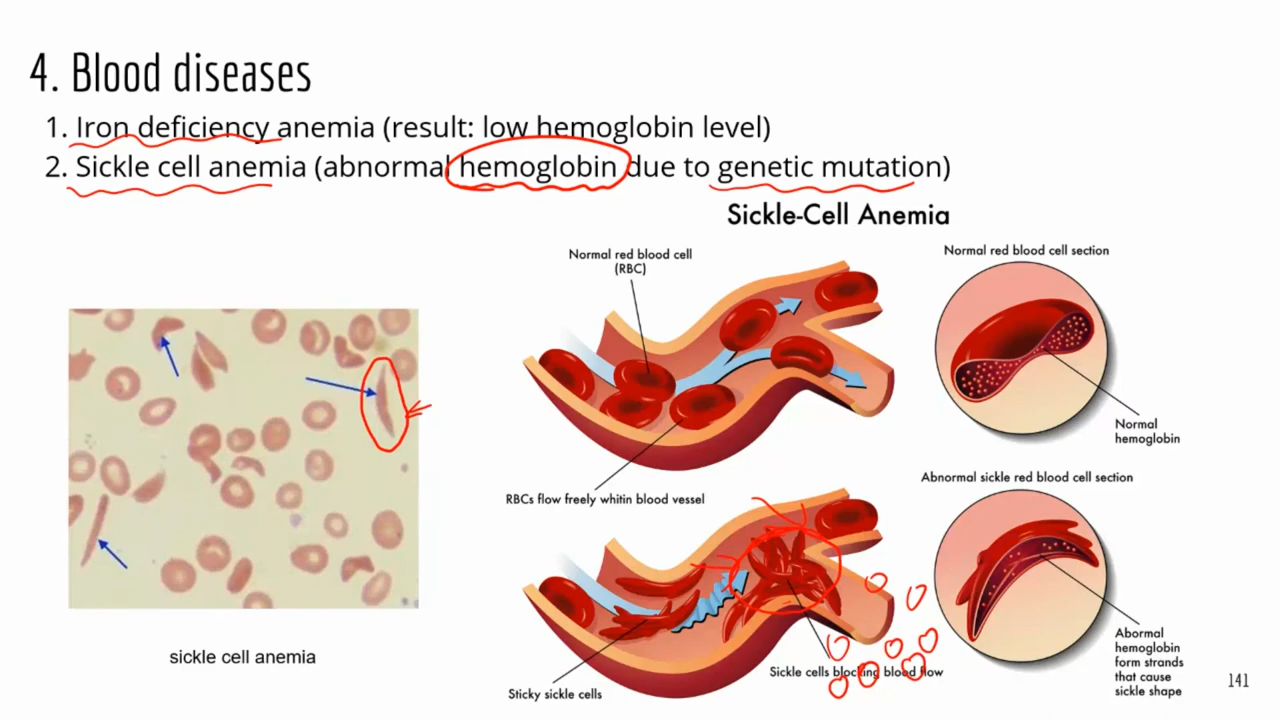 4. Blood diseases
1. Iron deficiency anemia (result: low hemoglobin level)
2. Sickle cell anemia (abnormal hemoglobin due to genetic mutation)
Sickle-Cell Anemia
Normal red blood cell
(RBC)
Normal red blood cell section
Normal
hemoglobin
RBCs flow freely whitin blood vessel
Abnormal sickle red blood cell section
Abormal
hemoglobin
form strands
that cause
sickle shape
Sickle cells blocking blood flow
Sticky sickle cells
sickle cell anemia
141